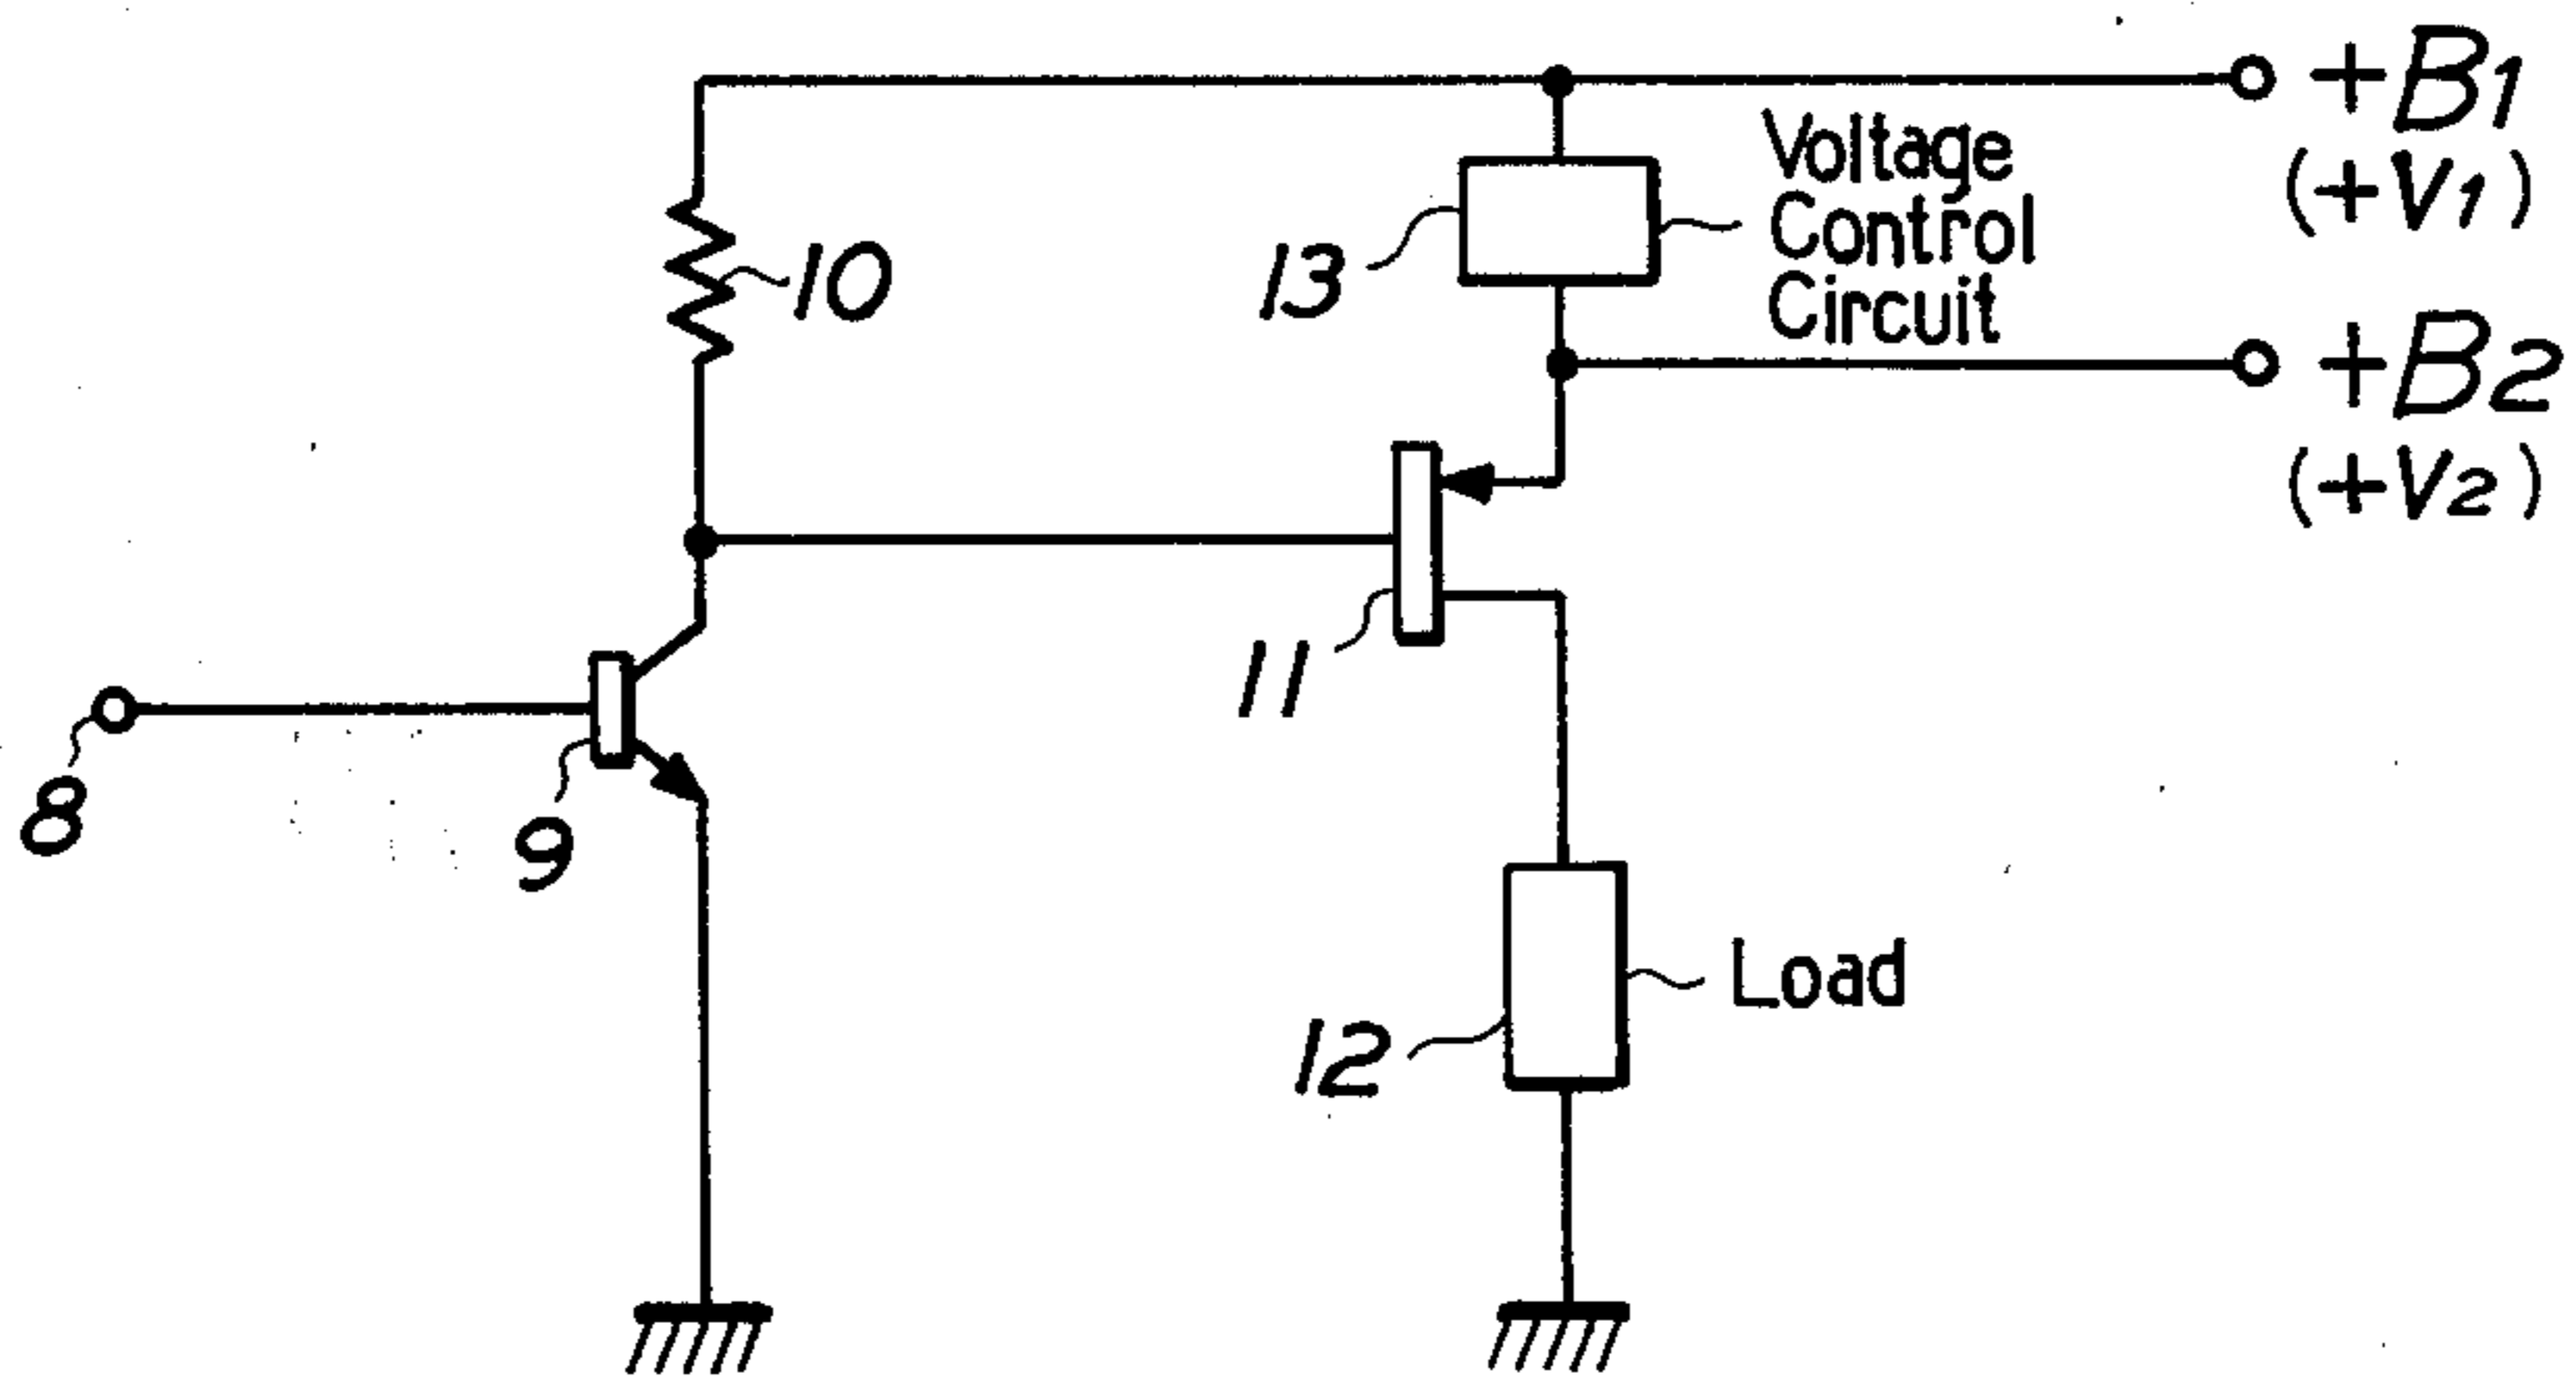 +B1
(+V1)
Voltage
Control
Circuit
10
13
+B2
(+V2)
11
8
9
Load
12